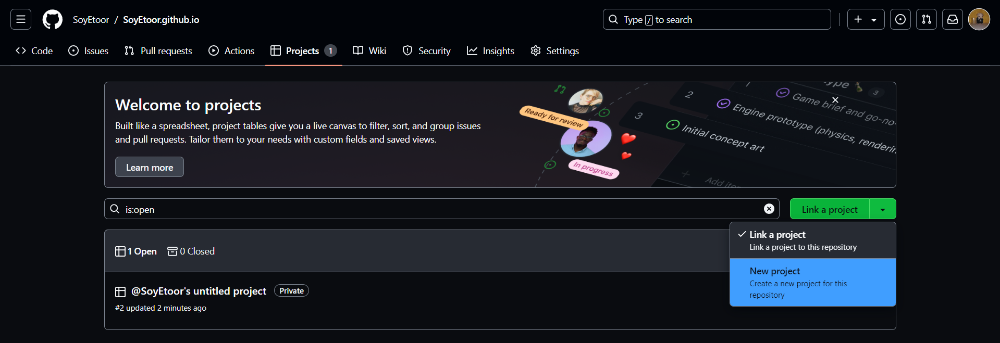 SoyEtoor / SoyEtoor.github.io
Type / to search
Code Issues Pull requests Actions Projects 1 Wiki Security Insights Settings
Welcome to projects
Built like a spreadsheet, project tables give you a live canvas to filter, sort, and group issues
and pull requests. Tailor them to your needs with custom fields and saved views.
Learn more
Ready for review
In progress
1
3
2
Game brief and go-no-
Engine prototype (physics, renderin
3
Initial concept art
+
is:open
Link a project
Link a project
Link a project to this repository
New project
Create a new project for this
repository
1 Open 0 Closed
@SoyEtoor's untitled project Private
#2 updated 2 minutes ago